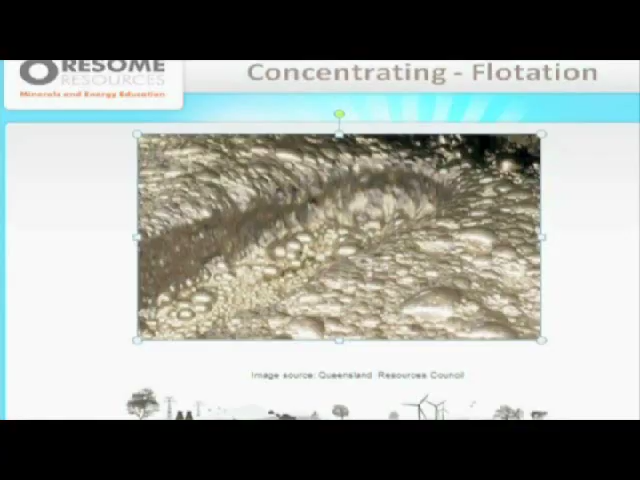 ORESOME
RESOURCES
Minerals and Energy Education
Concentrating - Flotation
Image source: Queensland Resources Council